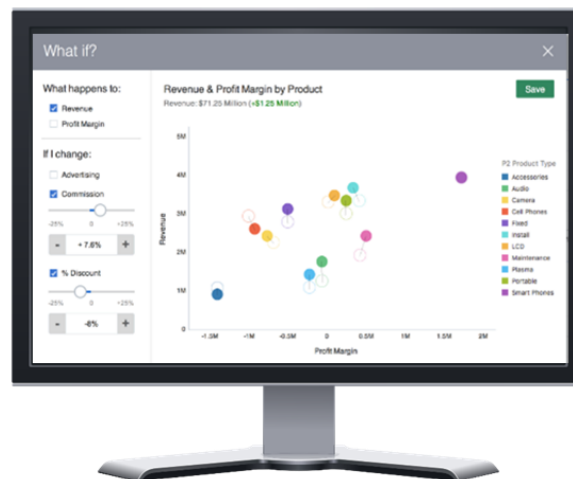 What if?
What happens to:
Revenue
Profit Margin
If I change:
Advertising
Commission
-25% 0 +25%
- + 7.6% +
% Discount
-25% 0 +25%
- -8% +
Revenue & Profit Margin by Product
Revenue: $71.25 Million (+$1.25 Million)
Save
5M
4M
3M
2M
1M
0
Revenue
-1.5M -1M -0.5M 0 0.5M 1M 1.5M 2M
Profit Margin
P2 Product Type
Accessories
Audio
Camera
Cell Phones
Fixed
Install
LCD
Maintenance
Plasma
Portable
Smart Phones